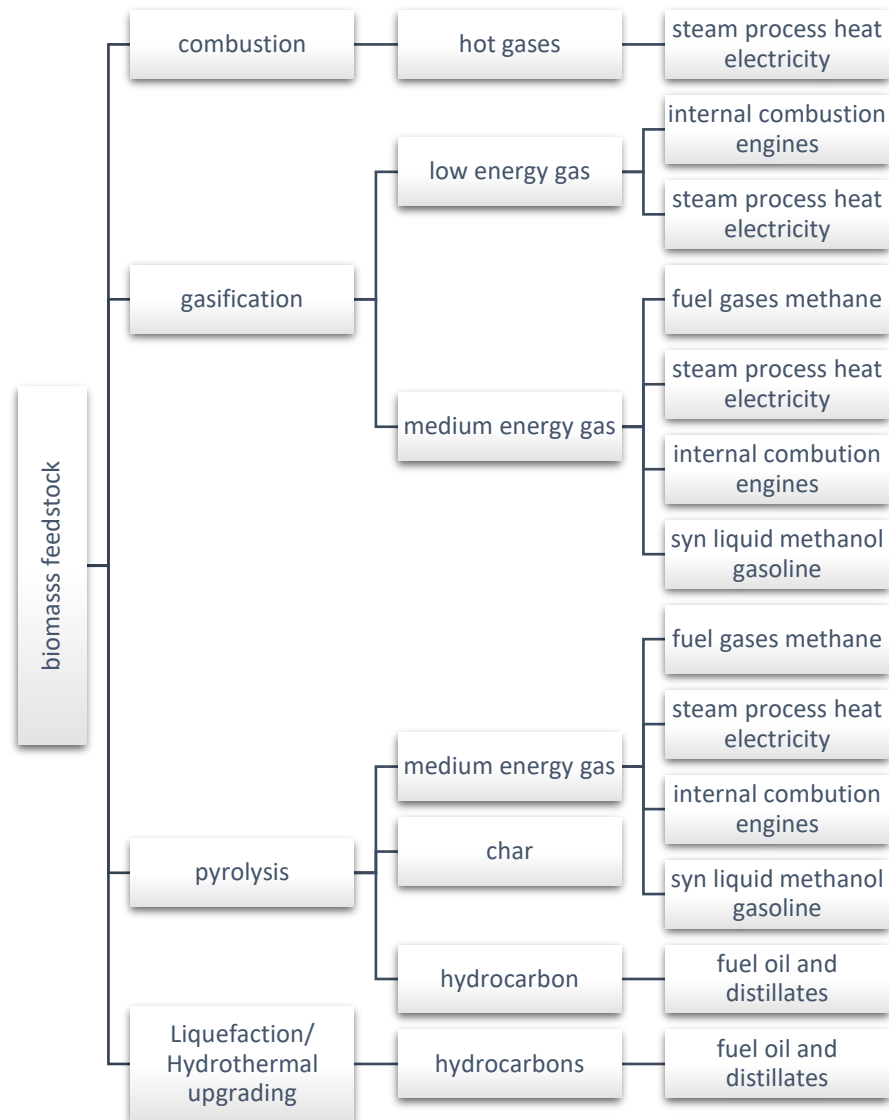 biomasss feedstock
combustion
hot gases
steam process heat
electricity
gasification
low energy gas
internal combustion
engines
steam process heat
electricity
medium energy gas
fuel gases methane
steam process heat
electricity
internal combution
engines
syn liquid methanol
gasoline
pyrolysis
medium energy gas
fuel gases methane
steam process heat
electricity
internal combution
engines
syn liquid methanol
gasoline
char
hydrocarbon
fuel oil and
distillates
Liquefaction/
Hydrothermal
upgrading
hydrocarbons
fuel oil and
distillates